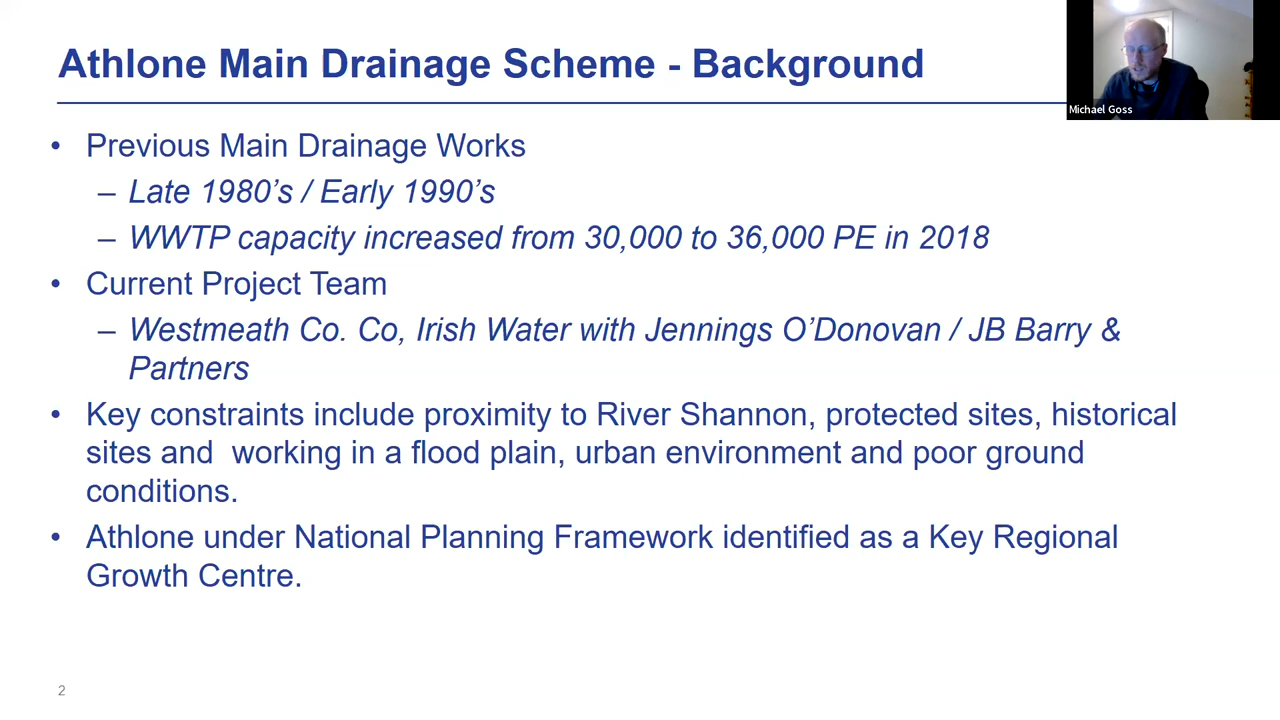 Athlone Main Drainage Scheme - Background
Michael Goss
• Previous Main Drainage Works
– Late 1980’s / Early 1990’s
– WWTP capacity increased from 30,000 to 36,000 PE in 2018
• Current Project Team
– Westmeath Co. Co, Irish Water with Jennings O’Donovan / JB Barry &
Partners
• Key constraints include proximity to River Shannon, protected sites, historical
sites and  working in a flood plain, urban environment and poor ground
conditions.
• Athlone under National Planning Framework identified as a Key Regional
Growth Centre.
2